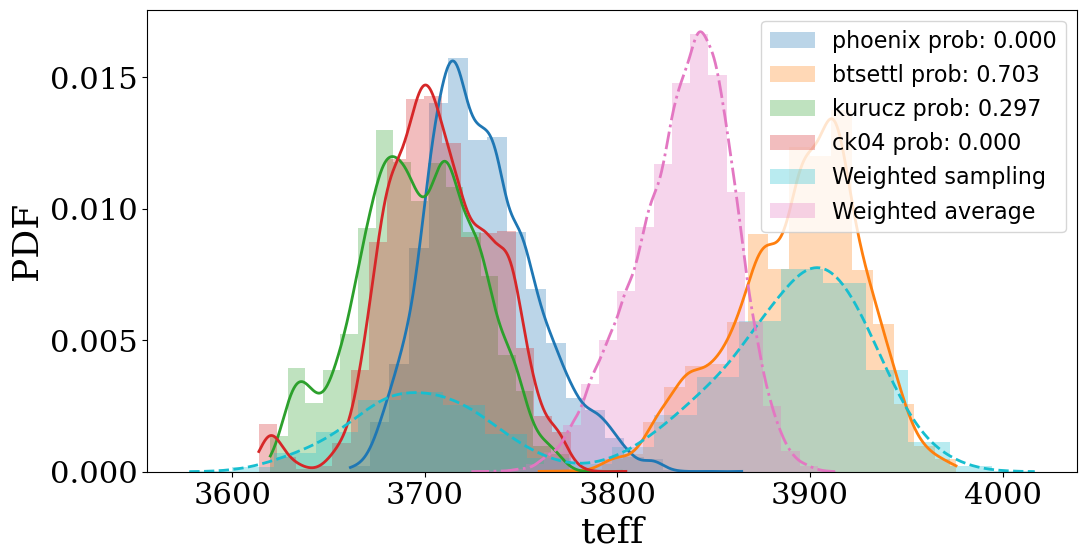 phoenix prob: 0.000
btsettl prob: 0.703
kurucz prob: 0.297
ck04 prob: 0.000
Weighted sampling
Weighted average
PDF
0.015
0.010
0.005
0.000
3600 3700 3800 3900 4000
teff